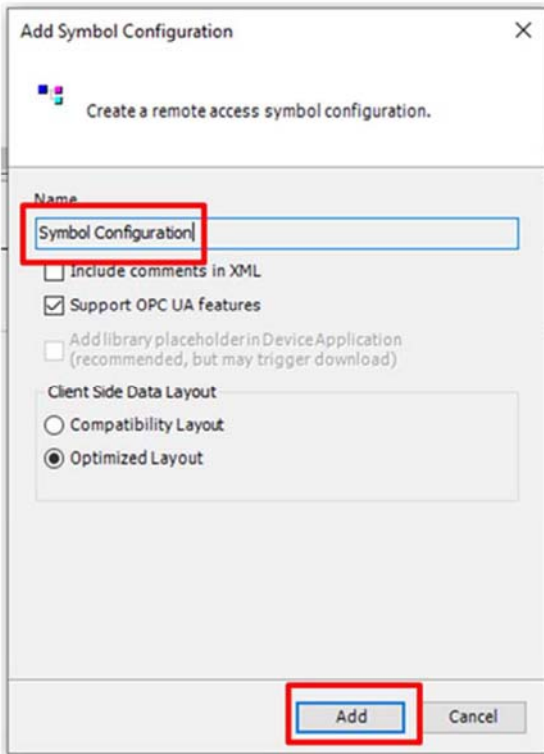 Add Symbol Configuration
Create a remote access symbol configuration.
Name
Symbol Configuration
Include comments in XML
Support OPC UA features
Add library placeholder in Device Application
(recommended, but may trigger download)
Client Side Data Layout
Compatibility Layout
Optimized Layout
Add Cancel